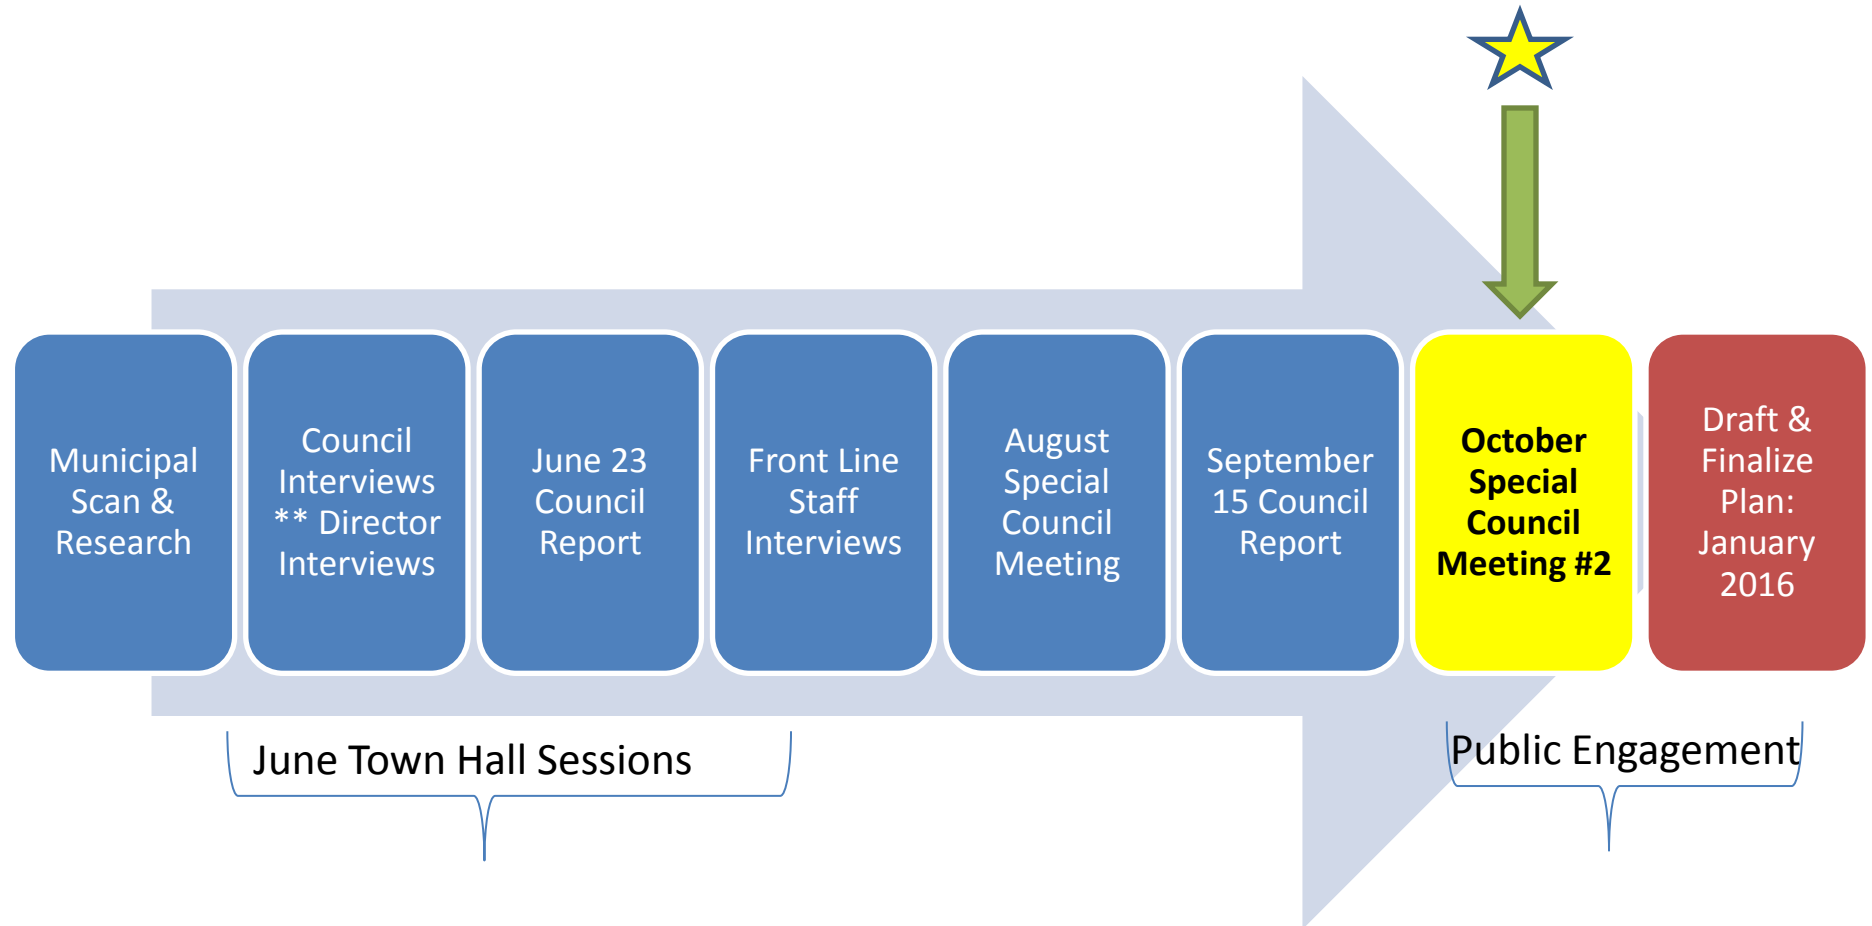 Municipal
Scan &
Research
Council
Interviews
** Director
Interviews
June 23
Council
Report
Front Line
Staff
Interviews
August
Special
Council
Meeting
September
15 Council
Report
October
Special
Council
Meeting #2
Draft &
Finalize
Plan:
January
2016
June Town Hall Sessions
Public Engagement